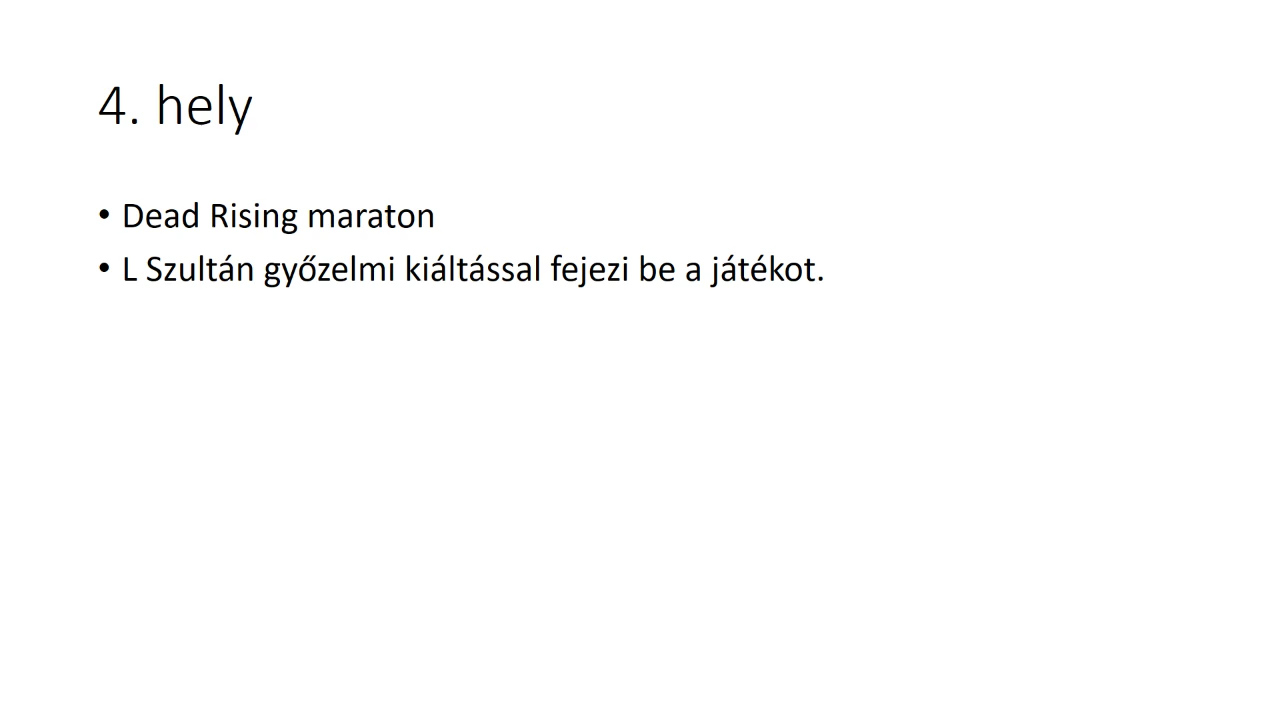 4. hely
• Dead Rising maraton
• L Szultán győzelmi kiáltással fejezi be a játékot.